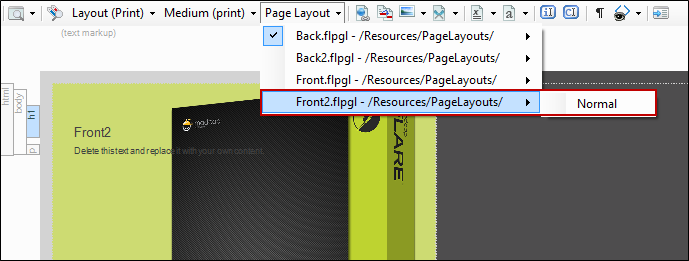 Layout (Print) Medium (print) Page Layout
(text markup)
Back.flpgl - /Resources/PageLayouts/
Back2.flpgl - /Resources/PageLayouts/
Front.flpgl - /Resources/PageLayouts/
Front2.flpgl - /Resources/PageLayouts/
Normal
html
body
h1
p
Front2
Delete this text and replace it with your own content.
madcap
FLARE